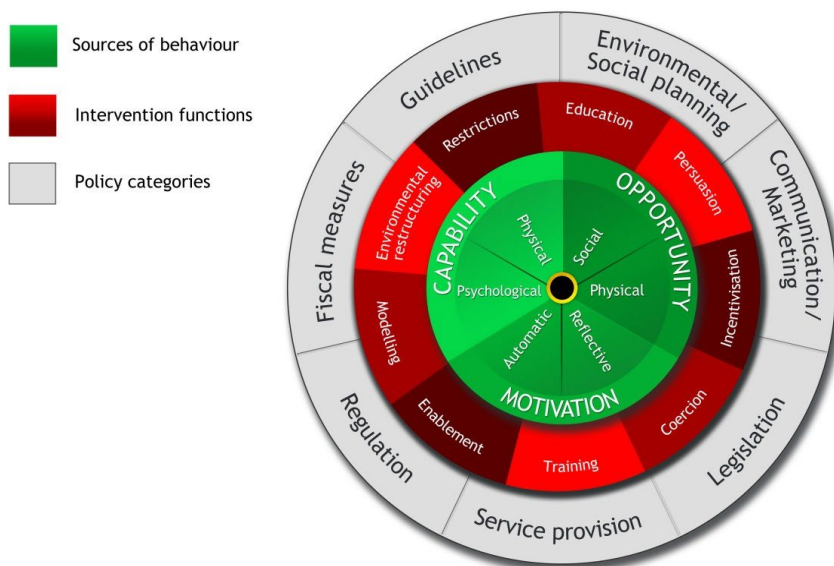 Sources of behaviour
Intervention functions
Policy categories
Guidelines
Environmental/
Social planning
Communication/
Marketing
Legislation
Service provision
Regulation
Fiscal measures
Restrictions
Education
Persuasion
Incentivisation
Coercion
Training
Enablement
Modelling
Environmental
restructuring
CAPABILITY
OPPORTUNITY
MOTIVATION
Physical
Social
Psychological
Physical
Automatic
Reflective